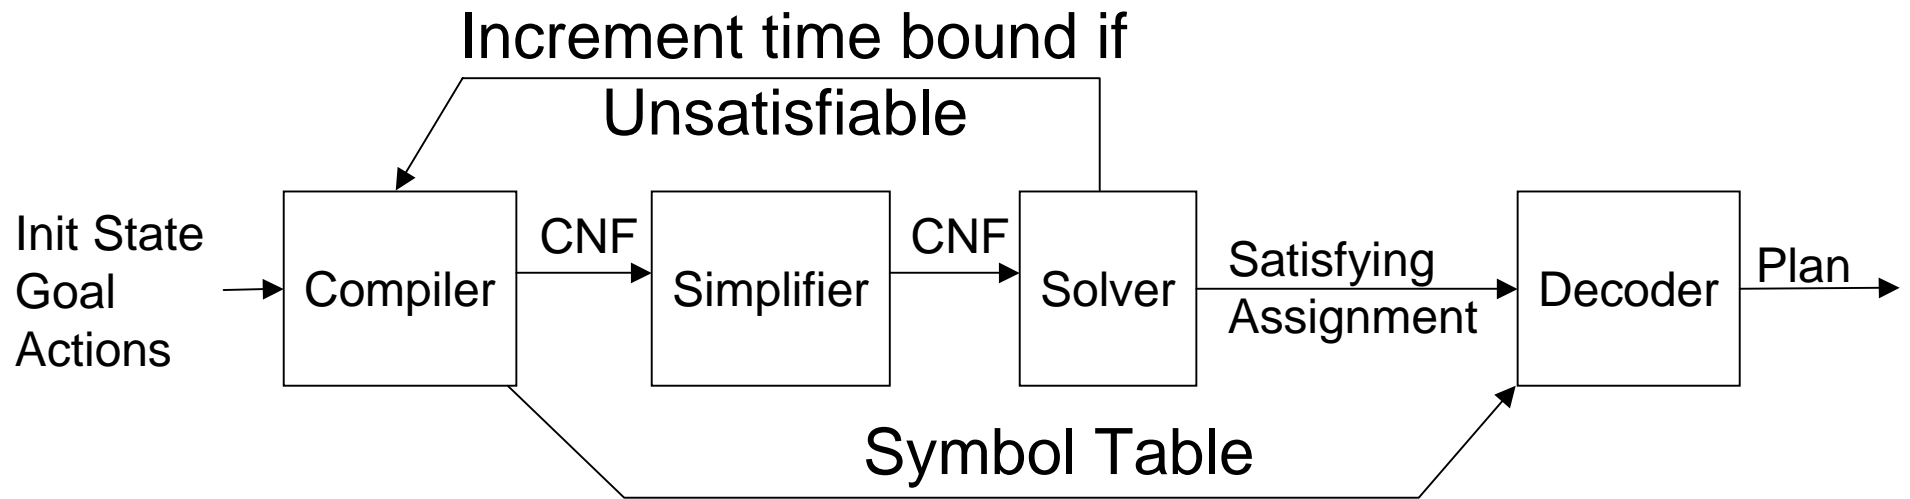 Increment time bound if
Unsatisfiable
Init State
Goal
Actions
Compiler
CNF
Simplifier
CNF
Solver
Satisfying
Assignment
Decoder
Plan
Symbol Table